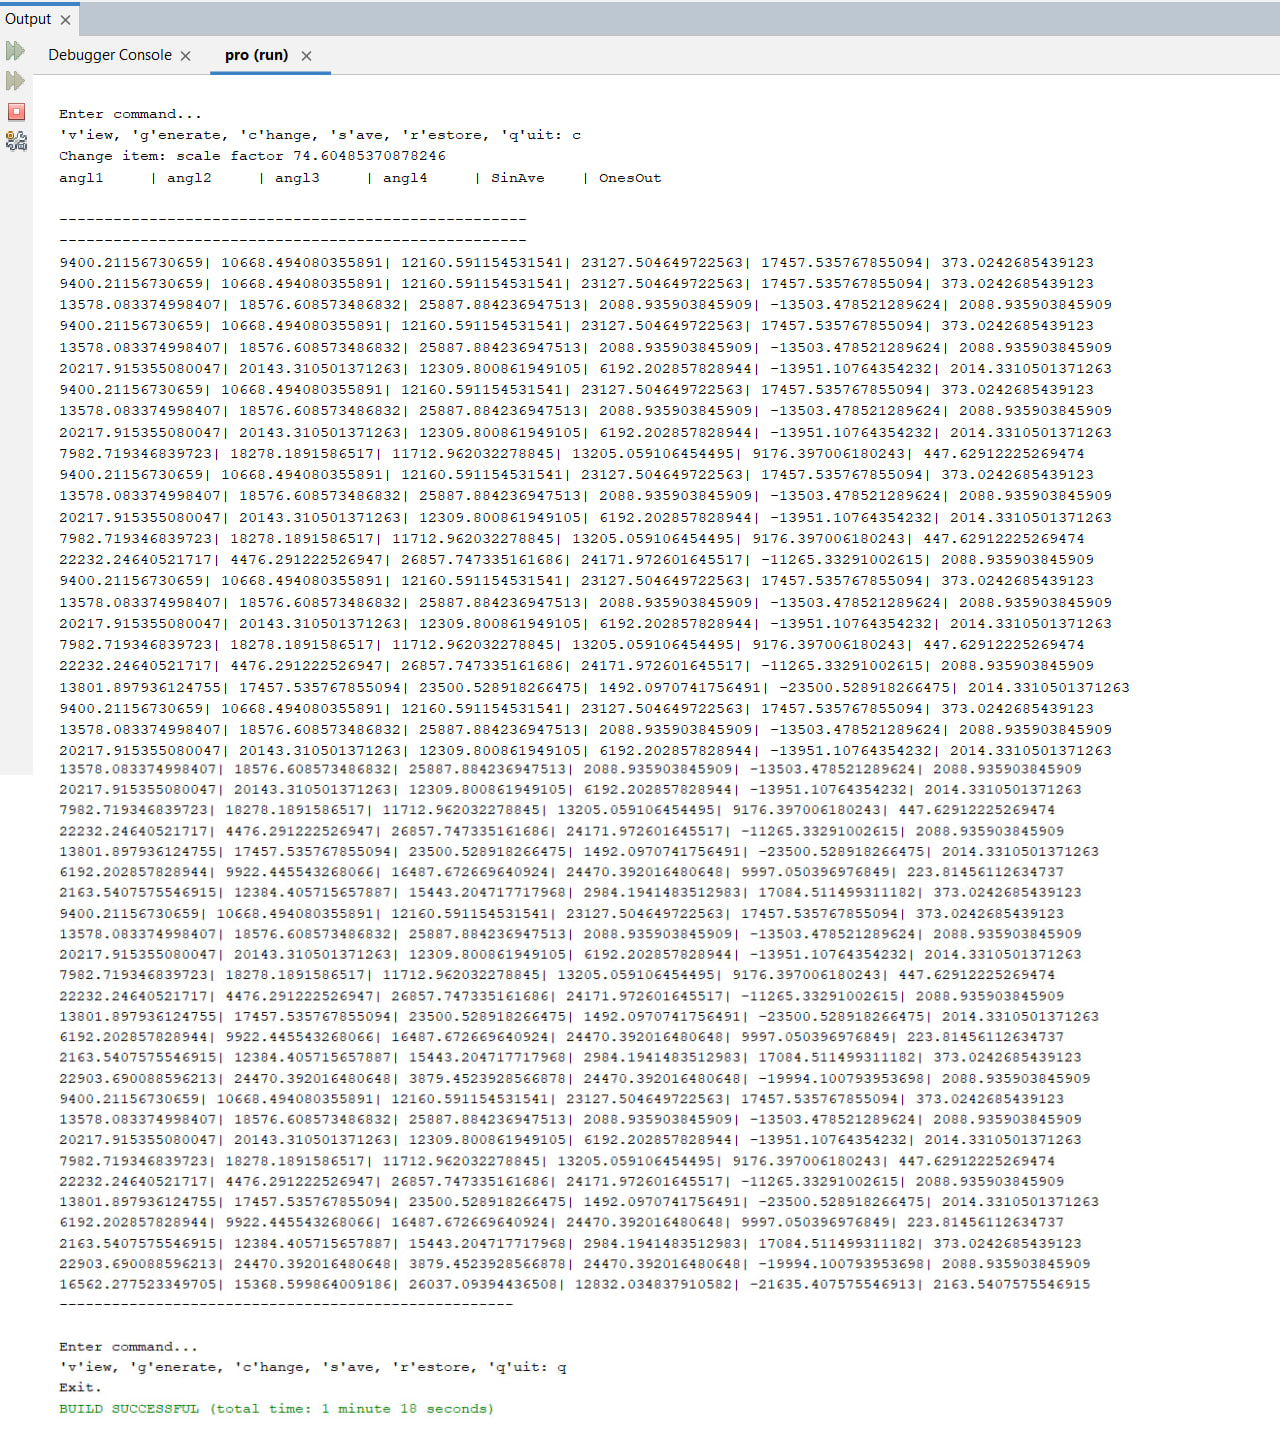 Output ×
Debugger Console × pro (run) ×
Enter command...
'v'iew, 'g'enerate, 'c'hange, 's'ave, 'r'estore, 'q'uit: c
Change item: scale factor 74.60485370878246
angl1 | angl2 | angl3 | angl4 | SinAve | OnesOut
----------------------------------------------------
----------------------------------------------------
9400.21156730659| 10668.494080355891| 12160.591154531541| 23127.504649722563| 17457.535767855094| 373.0242685439123
9400.21156730659| 10668.494080355891| 12160.591154531541| 23127.504649722563| 17457.535767855094| 373.0242685439123
13578.083374998407| 18576.608573486832| 25887.884236947513| 2088.935903845909| -13503.478521289624| 2088.935903845909
9400.21156730659| 10668.494080355891| 12160.591154531541| 23127.504649722563| 17457.535767855094| 373.0242685439123
13578.083374998407| 18576.608573486832| 25887.884236947513| 2088.935903845909| -13503.478521289624| 2088.935903845909
20217.915355080047| 20143.310501371263| 12309.800861949105| 6192.202857828944| -13951.10764354232| 2014.3310501371263
9400.21156730659| 10668.494080355891| 12160.591154531541| 23127.504649722563| 17457.535767855094| 373.0242685439123
13578.083374998407| 18576.608573486832| 25887.884236947513| 2088.935903845909| -13503.478521289624| 2088.935903845909
20217.915355080047| 20143.310501371263| 12309.800861949105| 6192.202857828944| -13951.10764354232| 2014.3310501371263
7982.719346839723| 18278.1891586517| 11712.962032278845| 13205.059106454495| 9176.397006180243| 447.62912225269474
9400.21156730659| 10668.494080355891| 12160.591154531541| 23127.504649722563| 17457.535767855094| 373.0242685439123
13578.083374998407| 18576.608573486832| 25887.884236947513| 2088.935903845909| -13503.478521289624| 2088.935903845909
20217.915355080047| 20143.310501371263| 12309.800861949105| 6192.202857828944| -13951.10764354232| 2014.3310501371263
7982.719346839723| 18278.1891586517| 11712.962032278845| 13205.059106454495| 9176.397006180243| 447.62912225269474
22232.24640521717| 4476.291222526947| 26857.747335161686| 24171.972601645517| -11265.33291002615| 2088.935903845909
9400.21156730659| 10668.494080355891| 12160.591154531541| 23127.504649722563| 17457.535767855094| 373.0242685439123
13578.083374998407| 18576.608573486832| 25887.884236947513| 2088.935903845909| -13503.478521289624| 2088.935903845909
20217.915355080047| 20143.310501371263| 12309.800861949105| 6192.202857828944| -13951.10764354232| 2014.3310501371263
7982.719346839723| 18278.1891586517| 11712.962032278845| 13205.059106454495| 9176.397006180243| 447.62912225269474
22232.24640521717| 4476.291222526947| 26857.747335161686| 24171.972601645517| -11265.33291002615| 2088.935903845909
13801.897936124755| 17457.535767855094| 23500.528918266475| 1492.0970741756491| -23500.528918266475| 2014.3310501371263
9400.21156730659| 10668.494080355891| 12160.591154531541| 23127.504649722563| 17457.535767855094| 373.0242685439123
13578.083374998407| 18576.608573486832| 25887.884236947513| 2088.935903845909| -13503.478521289624| 2088.935903845909
20217.915355080047| 20143.310501371263| 12309.800861949105| 6192.202857828944| -13951.10764354232| 2014.3310501371263
13578.083374998407| 18576.608573486832| 25887.884236947513| 2088.935903845909| -13503.478521289624| 2088.935903845909
20217.915355080047| 20143.310501371263| 12309.800861949105| 6192.202857828944| -13951.10764354232| 2014.3310501371263
7982.719346839723| 18278.1891586517| 11712.962032278845| 13205.059106454495| 9176.397006180243| 447.62912225269474
22232.24640521717| 4476.291222526947| 26857.747335161686| 24171.972601645517| -11265.33291002615| 2088.935903845909
13801.897936124755| 17457.535767855094| 23500.528918266475| 1492.0970741756491| -23500.528918266475| 2014.3310501371263
6192.202857828944| 9922.445543268066| 16487.672669640924| 24470.392016480648| 9997.050396976849| 223.81456112634737
2163.5407575546915| 12384.405715657887| 15443.204717717968| 2984.1941483512983| 17084.511499311182| 373.0242685439123
9400.21156730659| 10668.494080355891| 12160.591154531541| 23127.504649722563| 17457.535767855094| 373.0242685439123
13578.083374998407| 18576.608573486832| 25887.884236947513| 2088.935903845909| -13503.478521289624| 2088.935903845909
20217.915355080047| 20143.310501371263| 12309.800861949105| 6192.202857828944| -13951.10764354232| 2014.3310501371263
7982.719346839723| 18278.1891586517| 11712.962032278845| 13205.059106454495| 9176.397006180243| 447.62912225269474
22232.24640521717| 4476.291222526947| 26857.747335161686| 24171.972601645517| -11265.33291002615| 2088.935903845909
13801.897936124755| 17457.535767855094| 23500.528918266475| 1492.0970741756491| -23500.528918266475| 2014.3310501371263
6192.202857828944| 9922.445543268066| 16487.672669640924| 24470.392016480648| 9997.050396976849| 223.81456112634737
2163.5407575546915| 12384.405715657887| 15443.204717717968| 2984.1941483512983| 17084.511499311182| 373.0242685439123
22903.690088596213| 24470.392016480648| 3879.4523928566878| 24470.392016480648| -19994.100793953698| 2088.935903845909
9400.21156730659| 10668.494080355891| 12160.591154531541| 23127.504649722563| 17457.535767855094| 373.0242685439123
13578.083374998407| 18576.608573486832| 25887.884236947513| 2088.935903845909| -13503.478521289624| 2088.935903845909
20217.915355080047| 20143.310501371263| 12309.800861949105| 6192.202857828944| -13951.10764354232| 2014.3310501371263
7982.719346839723| 18278.1891586517| 11712.962032278845| 13205.059106454495| 9176.397006180243| 447.62912225269474
22232.24640521717| 4476.291222526947| 26857.747335161686| 24171.972601645517| -11265.33291002615| 2088.935903845909
13801.897936124755| 17457.535767855094| 23500.528918266475| 1492.0970741756491| -23500.528918266475| 2014.3310501371263
6192.202857828944| 9922.445543268066| 16487.672669640924| 24470.392016480648| 9997.050396976849| 223.81456112634737
2163.5407575546915| 12384.405715657887| 15443.204717717968| 2984.1941483512983| 17084.511499311182| 373.0242685439123
22903.690088596213| 24470.392016480648| 3879.4523928566878| 24470.392016480648| -19994.100793953698| 2088.935903845909
16562.277523349705| 15368.599864009186| 26037.09394436508| 12832.034837910582| -21635.407575546913| 2163.5407575546915
----------------------------------------------------
Enter command...
'v'iew, 'g'enerate, 'c'hange, 's'ave, 'r'estore, 'q'uit: q
Exit.
BUILD SUCCESSFUL (total time: 1 minute 18 seconds)